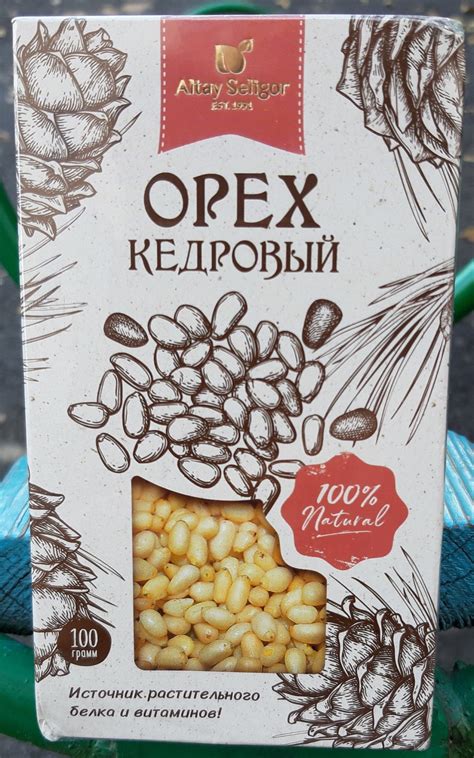 Altay Seligor
EST. 1991
ОРЕХ
КЕДРОВЫЙ
100%
Natural
100
грамм
Источник растительного
белка и витаминов!